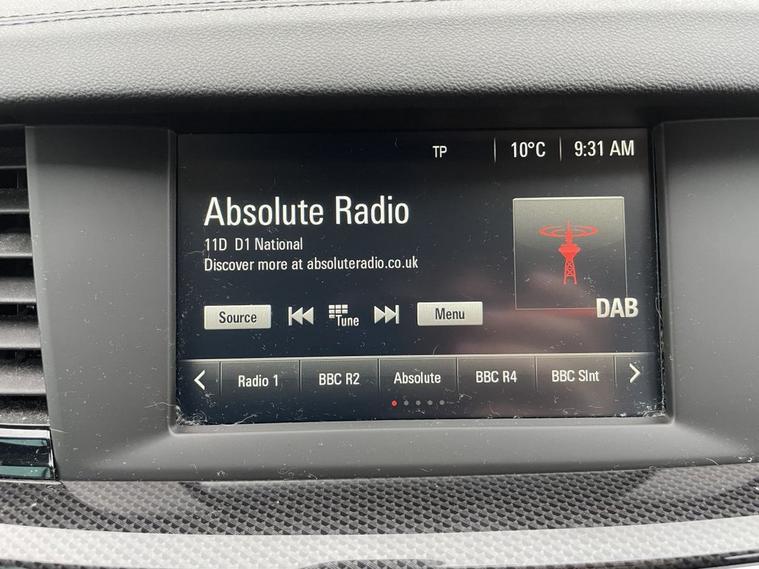 TP 10°C 9:31 AM
Absolute Radio
11D D1 National
Discover more at absoluteradio.co.uk
DAB
Source Tune Menu
Radio 1 BBC R2 Absolute BBC R4 BBC Slnt